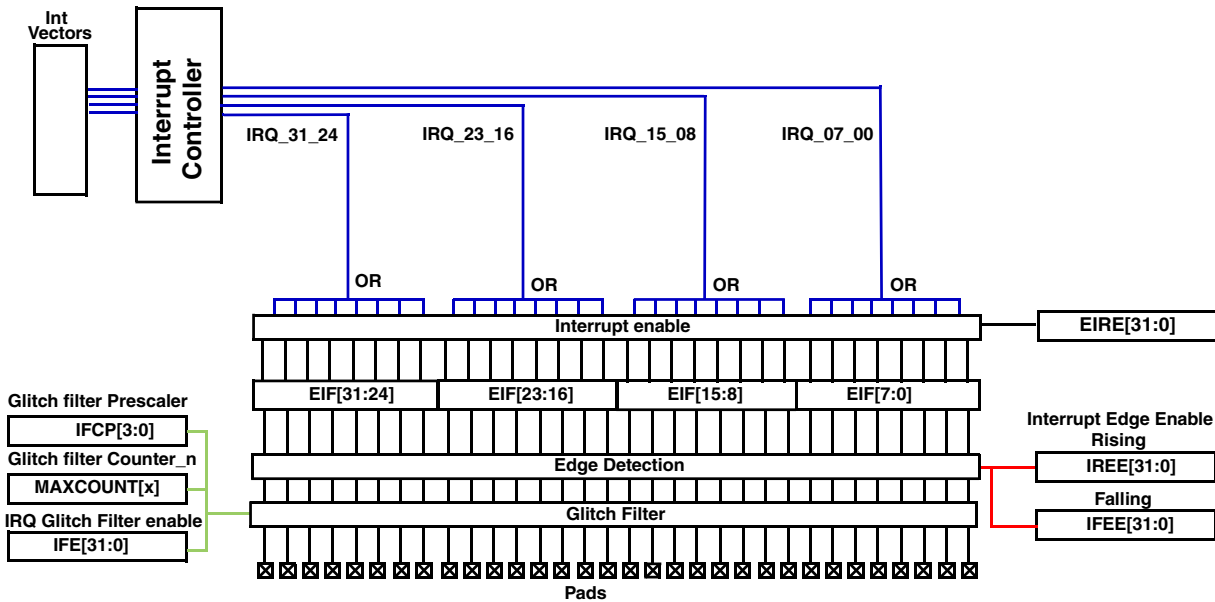 Int
Vectors
Interrupt
Controller
IRQ_31_24
IRQ_23_16
IRQ_15_08
IRQ_07_00
OR
OR
OR
OR
Interrupt enable
EIRE[31:0]
EIF[31:24]
EIF[23:16]
EIF[15:8]
EIF[7:0]
Glitch filter Prescaler
IFCP[3:0]
Glitch filter Counter_n
MAXCOUNT[x]
IRQ Glitch Filter enable
IFE[31:0]
Edge Detection
Glitch Filter
Interrupt Edge Enable
Rising
IREE[31:0]
Falling
IFEE[31:0]
Pads